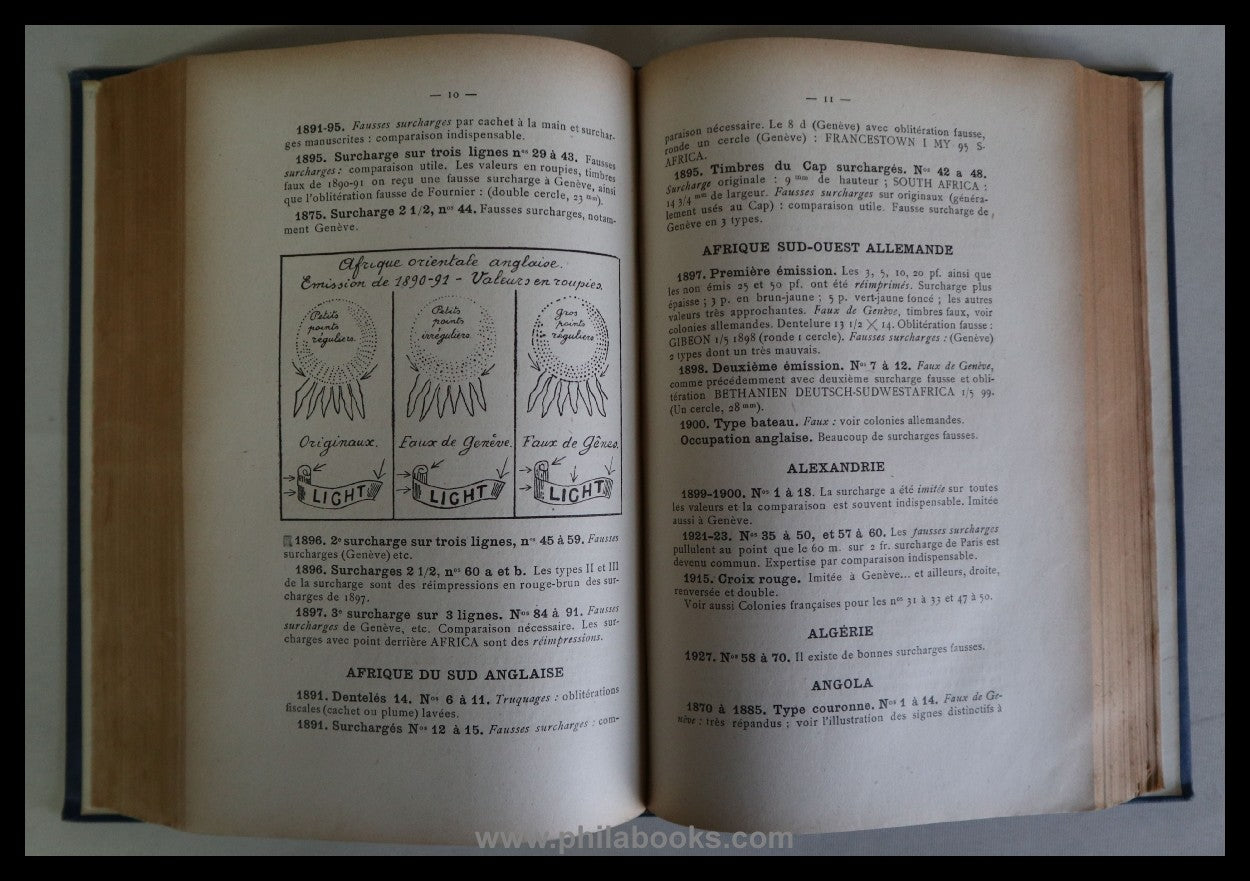 — 10 —
1891-95. Fausses surcharges par cachet à la main et surchar-
ges manuscrites : comparaison indispensable.
1895. Surcharge sur trois lignes nos 29 à 43. Fausses
surcharges : comparaison utile. Les valeurs en roupies, timbres
faux de 1890-91 on reçu une fausse surcharge à Genève, ainsi
que l'oblitération fausse de Fournier : (double cercle, 23 mm).
1875. Surcharge 2 1/2, nos 44. Fausses surcharges, notam-
ment Genève.
Afrique orientale anglaise.
Emission de 1890-91 - Valeurs en roupies.
Petits
points
réguliers.
Petits
points
irréguliers.
Gros
points
réguliers.
Originaux.
Faux de Genève.
Faux de Gênes.
LIGHT
LIGHT
LIGHT
1896. 2e surcharge sur trois lignes, nos 45 à 59. Fausses
surcharges (Genève) etc.
1896. Surcharges 2 1/2, nos 60 a et b. Les types II et III
de la surcharge sont des réimpressions en rouge-brun des sur-
charges de 1897.
1897. 3e surcharge sur 3 lignes. Nos 84 à 91. Fausses
surcharges de Genève, etc. Comparaison nécessaire. Les sur-
charges avec point derrière AFRICA sont des réimpressions.
AFRIQUE DU SUD ANGLAISE
1891. Dentelés 14. Nos 6 à 11. Truquages : oblitérations
fiscales (cachet ou plume) lavées.
1891. Surchargés Nos 12 à 15. Fausses surcharges : com-
— 11 —
paraison nécessaire. Le 8 d (Genève) avec oblitération fausse,
ronde un cercle (Genève) : FRANCESTOWN I MY 95 S.
AFRICA.
1895. Timbres du Cap surchargés. Nos 42 a 48.
Surcharge originale : 9 mm de hauteur ; SOUTH AFRICA :
14 3/4 mm de largeur. Fausses surcharges sur originaux (généra-
lement usés au Cap) : comparaison utile. Fausse surcharge de
Genève en 3 types.
AFRIQUE SUD-OUEST ALLEMANDE
1897. Première émission. Les 3, 5, 10, 20 pf. ainsi que
les non émis 25 et 50 pf. ont été réimprimés. Surcharge plus
épaisse ; 3 p. en brun-jaune ; 5 p. vert-jaune foncé ; les autres
valeurs très approchantes. Faux de Genève, timbres faux, voir
colonies allemandes. Dentelure 13 1/2 × 14. Oblitération fausse :
GIBEON 1/5 1898 (ronde 1 cercle). Fausses surcharges : (Genève)
2 types dont un très mauvais.
1898. Deuxième émission. Nos 7 à 12. Faux de Genève,
comme précédemment avec deuxième surcharge fausse et obli-
tération BETHANIEN DEUTSCH-SUDWESTAFRICA 1/5 99.
(Un cercle, 28 mm).
1900. Type bateau. Faux : voir colonies allemandes.
Occupation anglaise. Beaucoup de surcharges fausses.
ALEXANDRIE
1899-1900. Nos 1 à 18. La surcharge a été imitée sur toutes
les valeurs et la comparaison est souvent indispensable. Imitée
aussi à Genève.
1921-23. Nos 35 à 50, et 57 à 60. Les fausses surcharges
pullulent au point que le 60 m. sur 2 fr. surcharge de Paris est
devenu commun. Expertise par comparaison indispensable.
1915. Croix rouge. Imitée à Genève... et ailleurs, droite,
renversée et double.
Voir aussi Colonies françaises pour les nos 31 à 33 et 47 à 50.
ALGÉRIE
1927. Nos 58 à 70. Il existe de bonnes surcharges fausses.
ANGOLA
1870 à 1885. Type couronne. Nos 1 à 14. Faux de Ge-
nève : très répandus ; voir l'illustration des signes distinctifs à
www.philabooks.com